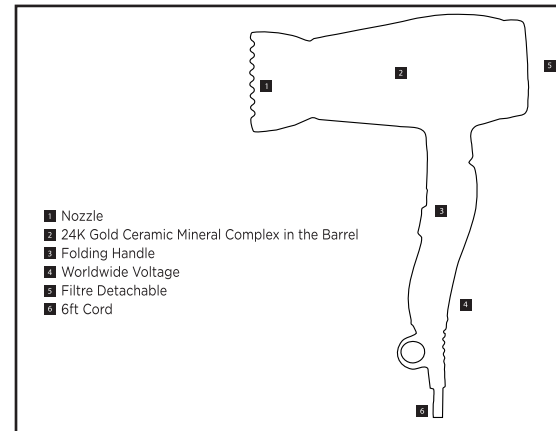 1
2
5
3
4
6
1 Nozzle
2 24K Gold Ceramic Mineral Complex in the Barrel
3 Folding Handle
4 Worldwide Voltage
5 Filtre Detachable
6 6ft Cord